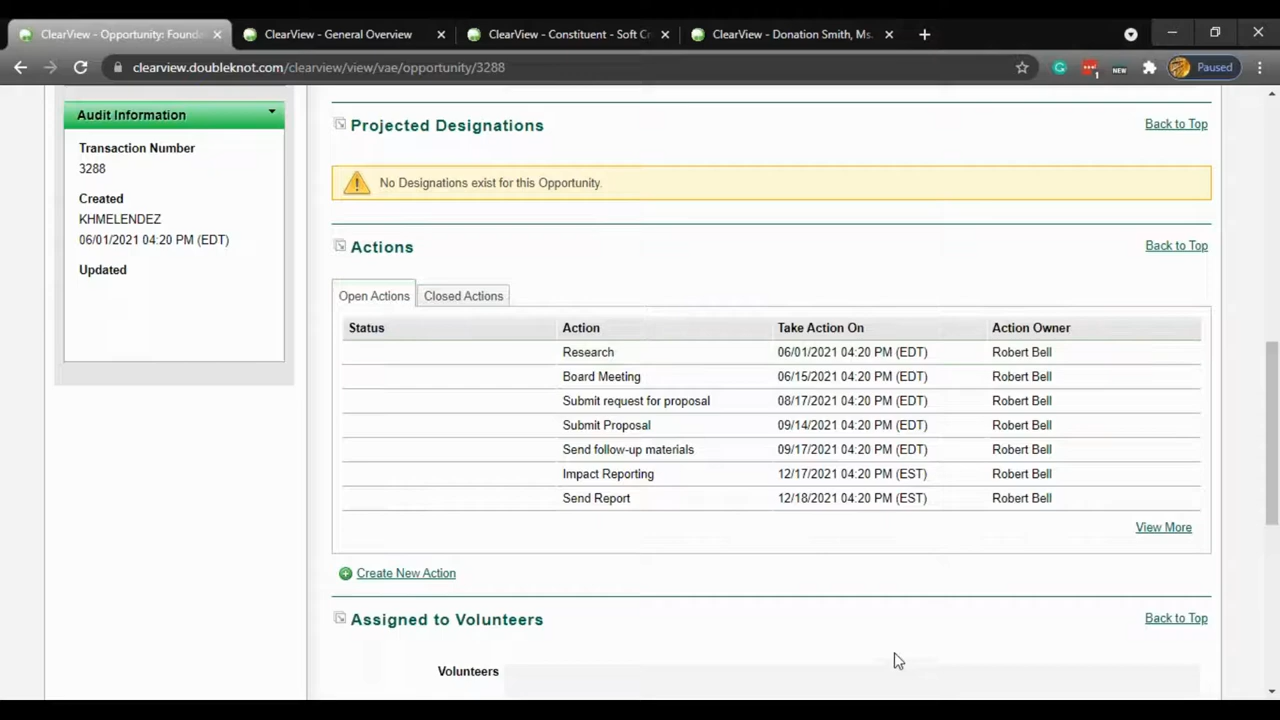 ClearView - Opportunity: Founda
ClearView - General Overview
ClearView - Constituent - Soft Cr
ClearView - Donation Smith, Ms.
clearview.doubleknot.com/clearview/view/vae/opportunity/3288
1
NEW
Paused
Audit Information
Transaction Number
3288
Created
KHMELENDEZ
06/01/2021 04:20 PM (EDT)
Updated
Projected Designations
Back to Top
No Designations exist for this Opportunity.
Actions
Back to Top
Open Actions
Closed Actions
Status Action Take Action On Action Owner
Research 06/01/2021 04:20 PM (EDT) Robert Bell
Board Meeting 06/15/2021 04:20 PM (EDT) Robert Bell
Submit request for proposal 08/17/2021 04:20 PM (EDT) Robert Bell
Submit Proposal 09/14/2021 04:20 PM (EDT) Robert Bell
Send follow-up materials 09/17/2021 04:20 PM (EDT) Robert Bell
Impact Reporting 12/17/2021 04:20 PM (EST) Robert Bell
Send Report 12/18/2021 04:20 PM (EST) Robert Bell
View More
Create New Action
Assigned to Volunteers
Back to Top
Volunteers